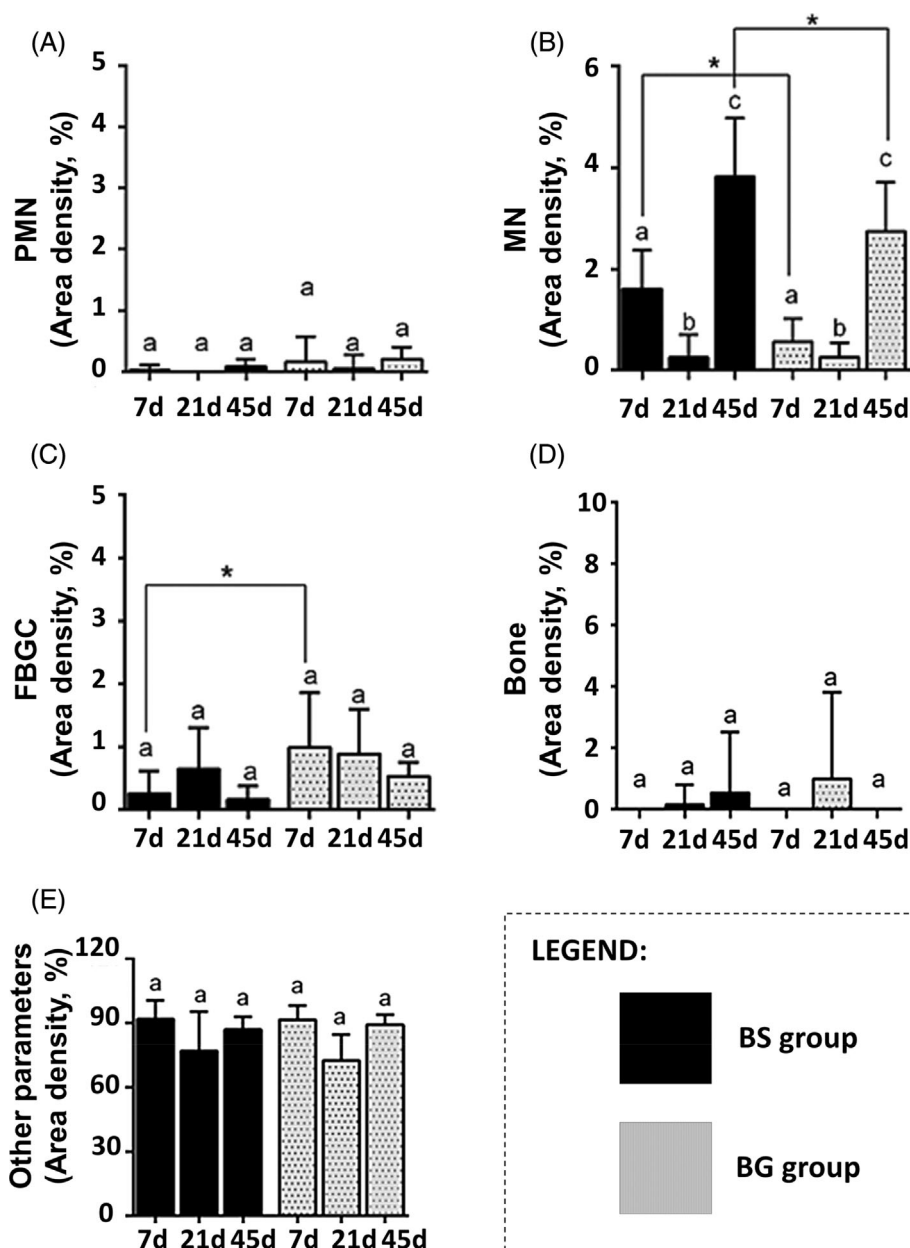 (A)
PMN
(Area density, %)
5
4
3
2
1
0
a a a a a a
7d 21d 45d 7d 21d 45d
(B)
MN
(Area density, %)
6
4
2
0
* *
a b c a b c
7d 21d 45d 7d 21d 45d
(C)
FBGC
(Area density, %)
5
4
3
2
1
0
*
a a a a a a
7d 21d 45d 7d 21d 45d
(D)
Bone
(Area density, %)
10
8
6
4
2
0
a a a a a a
7d 21d 45d 7d 21d 45d
(E)
Other parameters
(Area density, %)
120
90
60
30
0
a a a a a a
7d 21d 45d 7d 21d 45d
LEGEND:
BS group
BG group